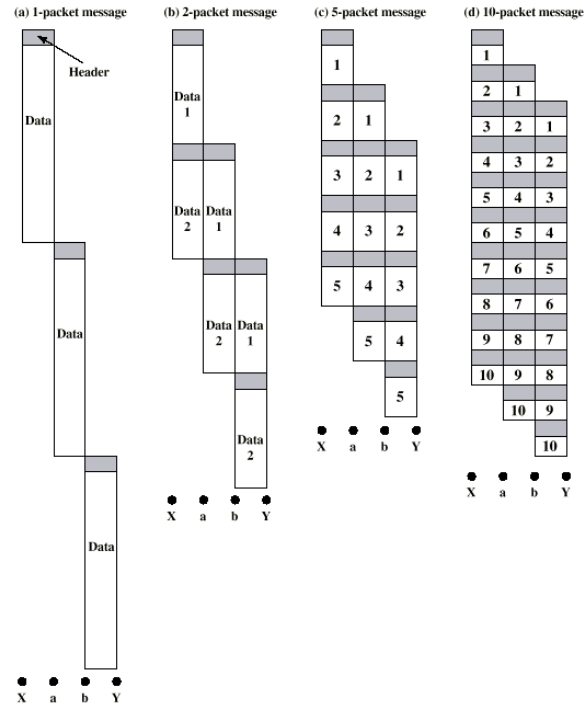 (a) 1-packet message
Header
Data
Data
Data
X a b Y
(b) 2-packet message
Data
1
Data Data
2 1
Data Data
2 1
Data
2
X a b Y
(c) 5-packet message
1
2 1
3 2 1
4 3 2
5 4 3
5 4
5
X a b Y
(d) 10-packet message
1
2 1
3 2 1
4 3 2
5 4 3
6 5 4
7 6 5
8 7 6
9 8 7
10 9 8
10 9
10
X a b Y